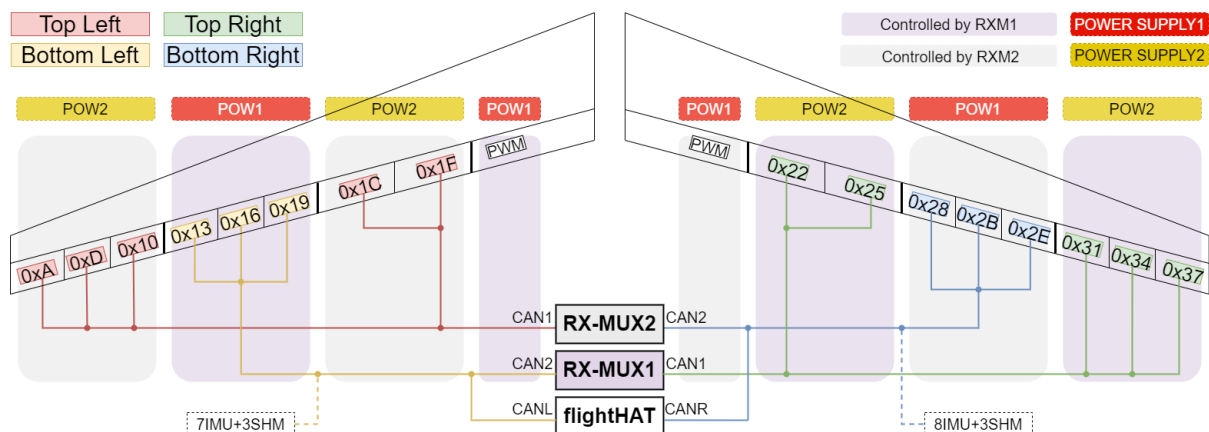 Top Left
Top Right
Bottom Left
Bottom Right
Controlled by RXM1
POWER SUPPLY1
Controlled by RXM2
POWER SUPPLY2
POW2
POW1
POW2
POW1
POW1
POW2
POW1
POW2
0xA
0xD
0x10
0x13
0x16
0x19
0x1C
0x1F
PWM
PWM
0x22
0x25
0x28
0x2B
0x2E
0x31
0x34
0x37
CAN1
RX-MUX2
CAN2
CAN2
RX-MUX1
CAN1
CANL
flightHAT
CANR
7IMU+3SHM
8IMU+3SHM